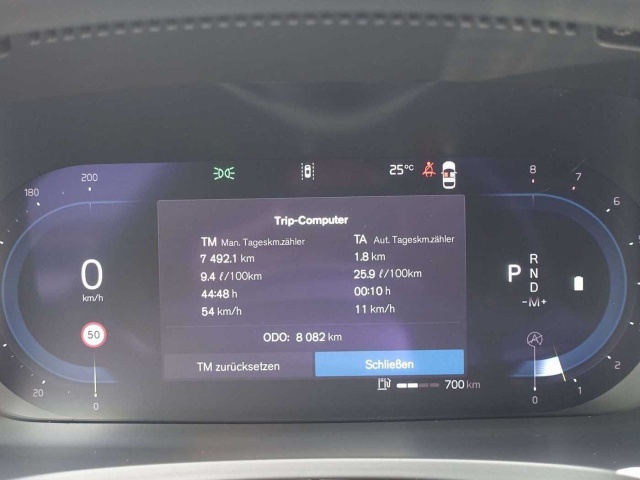 25°C
180
200
8
7
6
2
1
0
20
0
0
km/h
50
P
R
N
D
-M+
Trip-Computer
TM Man. Tageskm.zähler
7 492.1 km
9.4 ℓ/100km
44:48 h
54 km/h
TA Aut. Tageskm.zähler
1.8 km
25.9 ℓ/100km
00:10 h
11 km/h
ODO: 8 082 km
TM zurücksetzen
Schließen
700 km